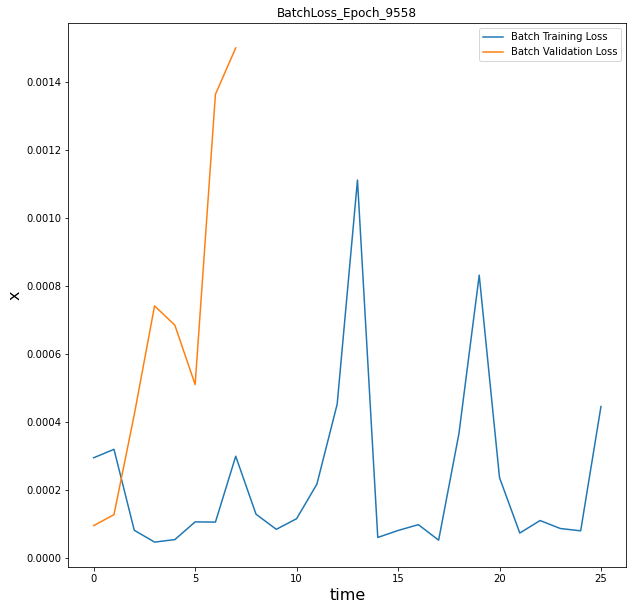 BatchLoss_Epoch_9558
Batch Training Loss
Batch Validation Loss
0.0014
0.0012
0.0010
0.0008
x
0.0006
0.0004
0.0002
0.0000
0 5 10 15 20 25
time